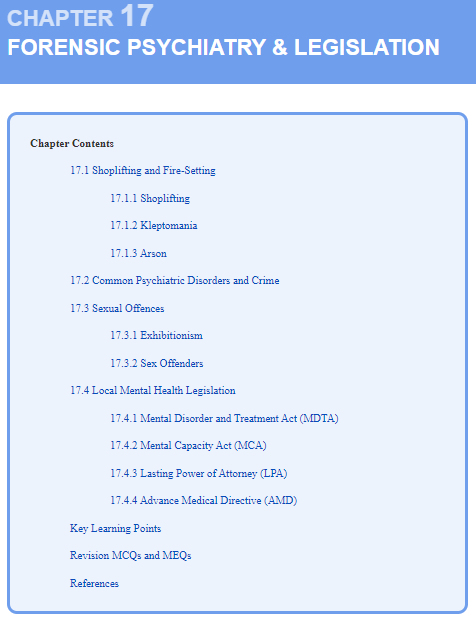 CHAPTER 17
FORENSIC PSYCHIATRY & LEGISLATION
Chapter Contents
17.1 Shoplifting and Fire-Setting
17.1.1 Shoplifting
17.1.2 Kleptomania
17.1.3 Arson
17.2 Common Psychiatric Disorders and Crime
17.3 Sexual Offences
17.3.1 Exhibitionism
17.3.2 Sex Offenders
17.4 Local Mental Health Legislation
17.4.1 Mental Disorder and Treatment Act (MDTA)
17.4.2 Mental Capacity Act (MCA)
17.4.3 Lasting Power of Attorney (LPA)
17.4.4 Advance Medical Directive (AMD)
Key Learning Points
Revision MCQs and MEQs
References